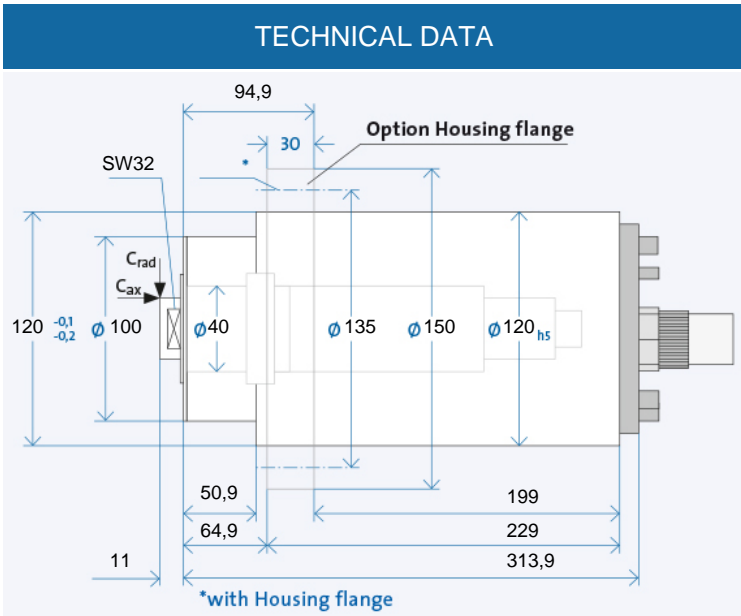 TECHNICAL DATA
94,9
30
Option Housing flange
SW32
*
Crad
Cax
120 -0,1 -0,2
ø 100
ø40
ø 135
ø 150
ø 120 h5
50,9
199
64,9
229
11
313,9
*with Housing flange